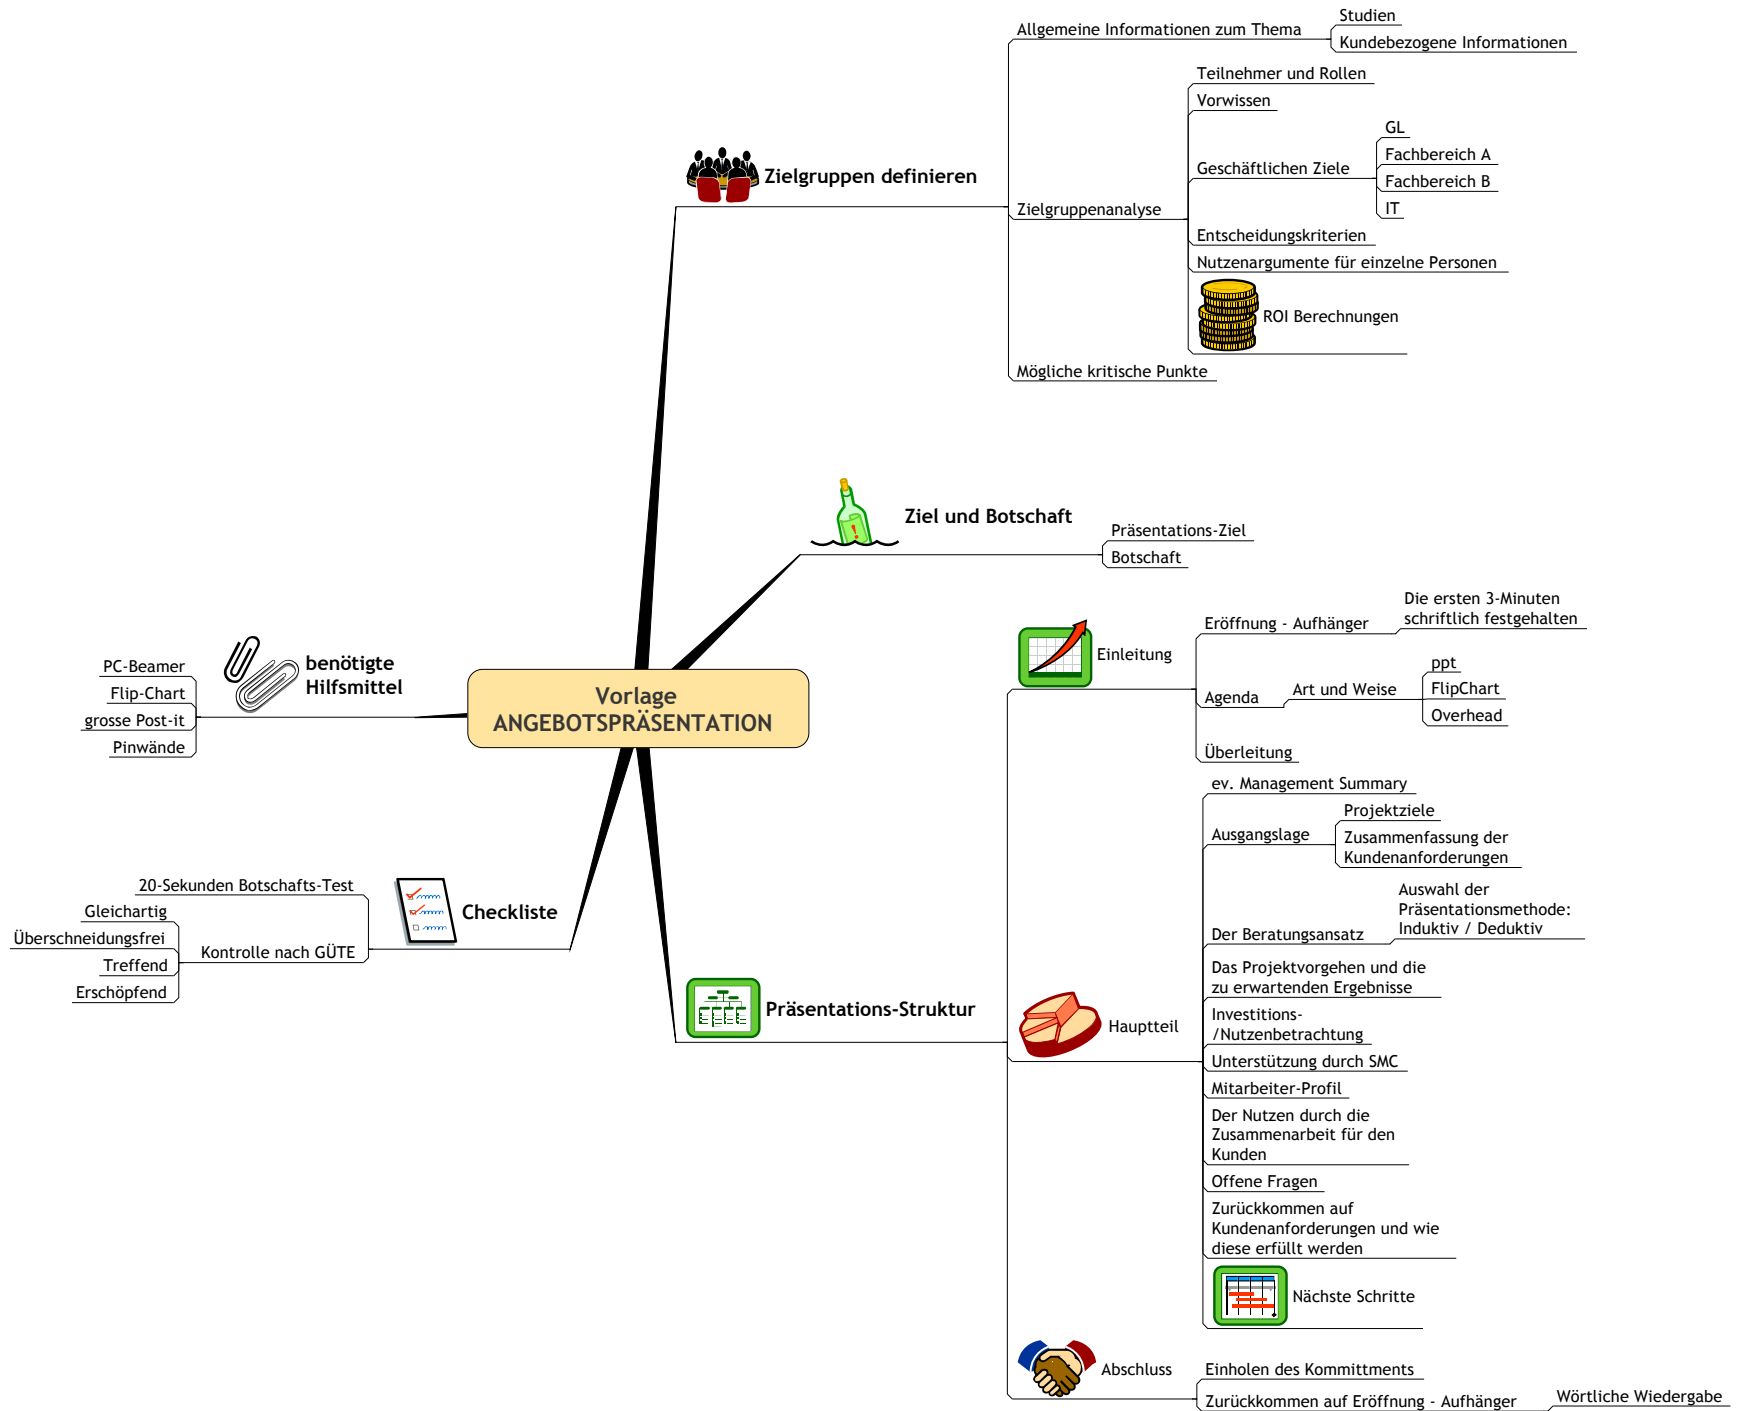 Vorlage
ANGEBOTSPRÄSENTATION
Zielgruppen definieren
Allgemeine Informationen zum Thema
Studien
Kundebezogene Informationen
Zielgruppenanalyse
Teilnehmer und Rollen
Vorwissen
Geschäftlichen Ziele
GL
Fachbereich A
Fachbereich B
IT
Entscheidungskriterien
Nutzenargumente für einzelne Personen
ROI Berechnungen
Mögliche kritische Punkte
Ziel und Botschaft
Präsentations-Ziel
Botschaft
Präsentations-Struktur
Einleitung
Eröffnung - Aufhänger
Die ersten 3-Minuten
schriftlich festgehalten
Agenda
Art und Weise
ppt
FlipChart
Overhead
Überleitung
Hauptteil
ev. Management Summary
Ausgangslage
Projektziele
Zusammenfassung der
Kundenanforderungen
Der Beratungsansatz
Auswahl der
Präsentationsmethode:
Induktiv / Deduktiv
Das Projektvorgehen und die
zu erwartenden Ergebnisse
Investitions-
/Nutzenbetrachtung
Unterstützung durch SMC
Mitarbeiter-Profil
Der Nutzen durch die
Zusammenarbeit für den
Kunden
Offene Fragen
Zurückkommen auf
Kundenanforderungen und wie
diese erfüllt werden
Nächste Schritte
Abschluss
Einholen des Kommittments
Zurückkommen auf Eröffnung - Aufhänger
Wörtliche Wiedergabe
Checkliste
20-Sekunden Botschafts-Test
Kontrolle nach GÜTE
Gleichartig
Überschneidungsfrei
Treffend
Erschöpfend
benötigte
Hilfsmittel
PC-Beamer
Flip-Chart
grosse Post-it
Pinwände